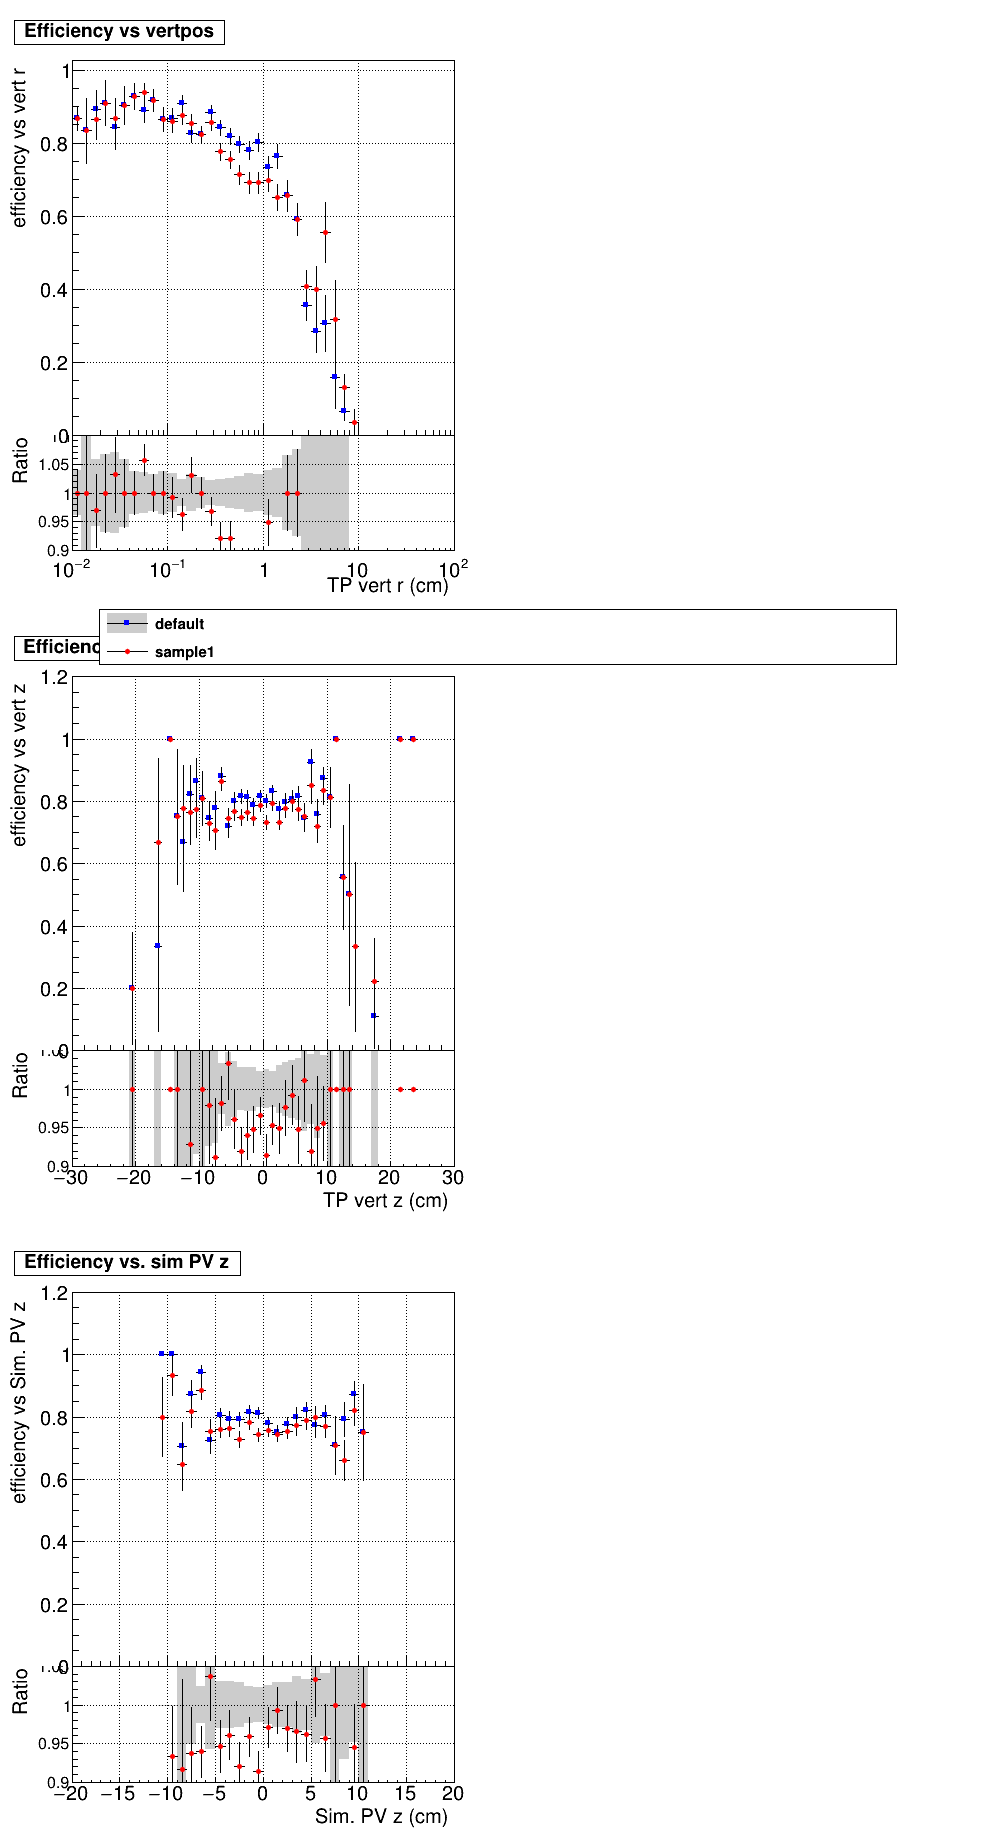 Efficiency vs vertpos
efficiency vs vert r
1
0.8
0.6
0.4
0.2
0
Ratio
1.05
1
0.95
0.9
10−2 10−1 1 10 102
TP vert r (cm)
default
sample1
Efficienc
efficiency vs vert z
1.2
1
0.8
0.6
0.4
0.2
0
Ratio
1
0.95
0.9
−30 −20 −10 0 10 20 30
TP vert z (cm)
Efficiency vs. sim PV z
efficiency vs Sim. PV z
1.2
1
0.8
0.6
0.4
0.2
0
Ratio
1
0.95
0.9
−20 −15 −10 −5 0 5 10 15 20
Sim. PV z (cm)